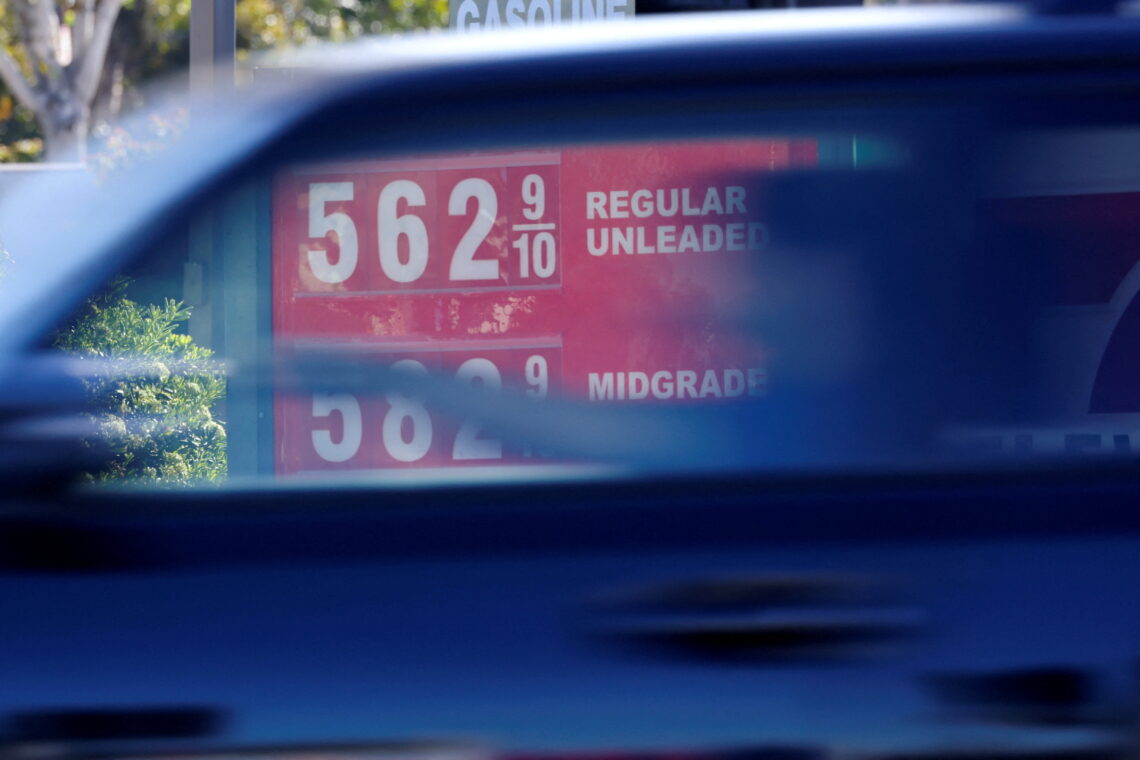 GASOLINE
562 9/10 REGULAR
UNLEADED
582 9 MIDGRADE